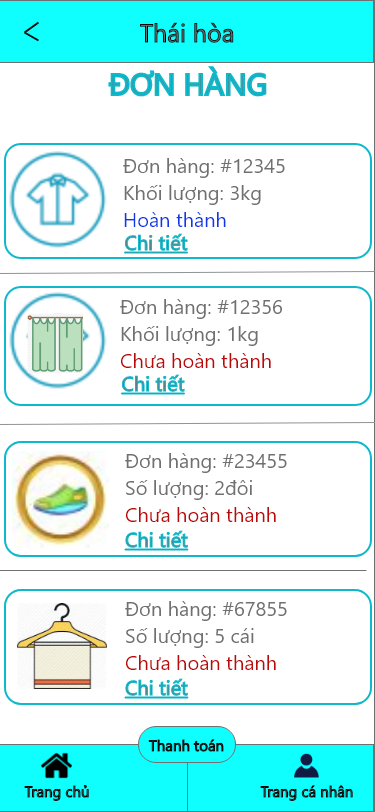 Thái hòa
ĐƠN HÀNG
Đơn hàng: #12345
Khối lượng: 3kg
Hoàn thành
Chi tiết
Đơn hàng: #12356
Khối lượng: 1kg
Chưa hoàn thành
Chi tiết
Đơn hàng: #23455
Số lượng: 2đôi
Chưa hoàn thành
Chi tiết
Đơn hàng: #67855
Số lượng: 5 cái
Chưa hoàn thành
Chi tiết
Thanh toán
Trang chủ
Trang cá nhân